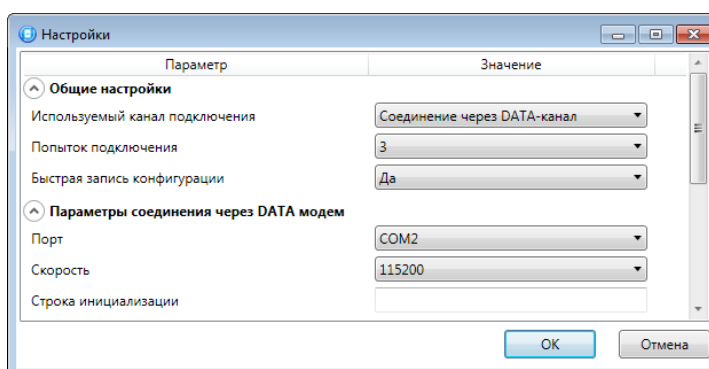 Настройки
Параметр Значение
Общие настройки
Используемый канал подключения Соединение через DATA-канал
Попыток подключения 3
Быстрая запись конфигурации Да
Параметры соединения через DATA модем
Порт COM2
Скорость 115200
Строка инициализации
OK Отмена